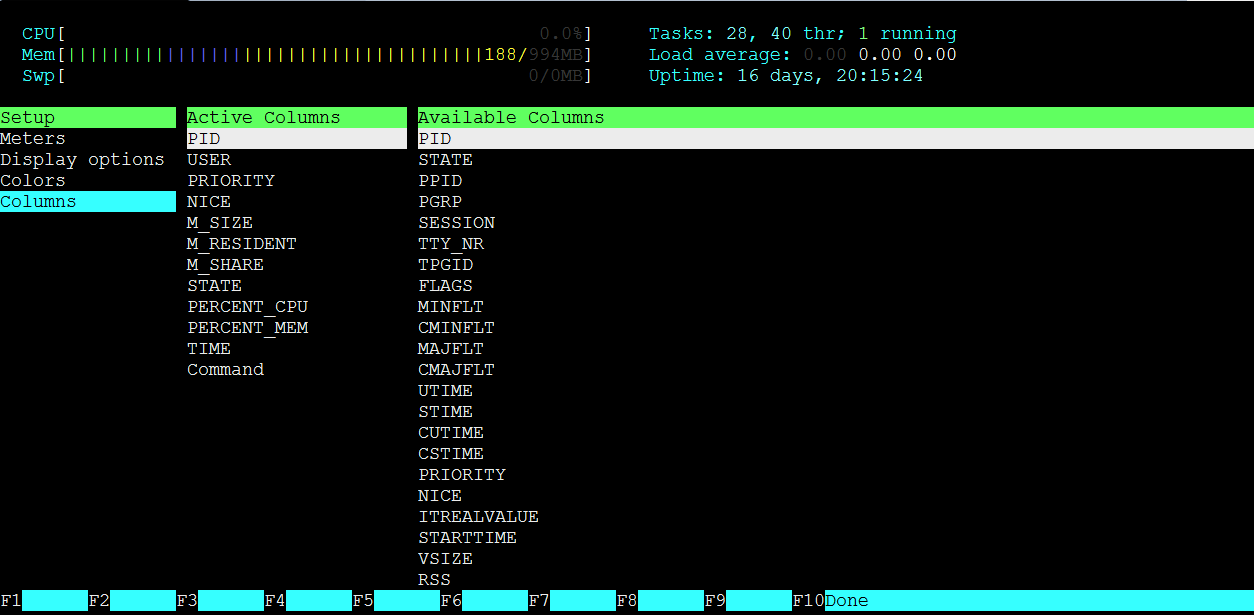 CPU[ 0.0%] Tasks: 28, 40 thr; 1 running
Mem[||||||||||||||||||||||||||||||||||||||188/994MB] Load average: 0.00 0.00 0.00
Swp[ 0/0MB] Uptime: 16 days, 20:15:24
Setup Active Columns Available Columns
Meters PID PID
Display options USER STATE
Colors PRIORITY PPID
Columns NICE PGRP
M_SIZE SESSION
M_RESIDENT TTY_NR
M_SHARE TPGID
STATE FLAGS
PERCENT_CPU MINFLT
PERCENT_MEM CMINFLT
TIME MAJFLT
Command CMAJFLT
UTIME
STIME
CUTIME
CSTIME
PRIORITY
NICE
ITREALVALUE
STARTTIME
VSIZE
RSS
F1 F2 F3 F4 F5 F6 F7 F8 F9 F10Done